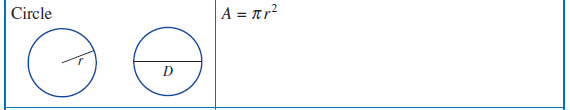 Circle
A = πr²
r
D